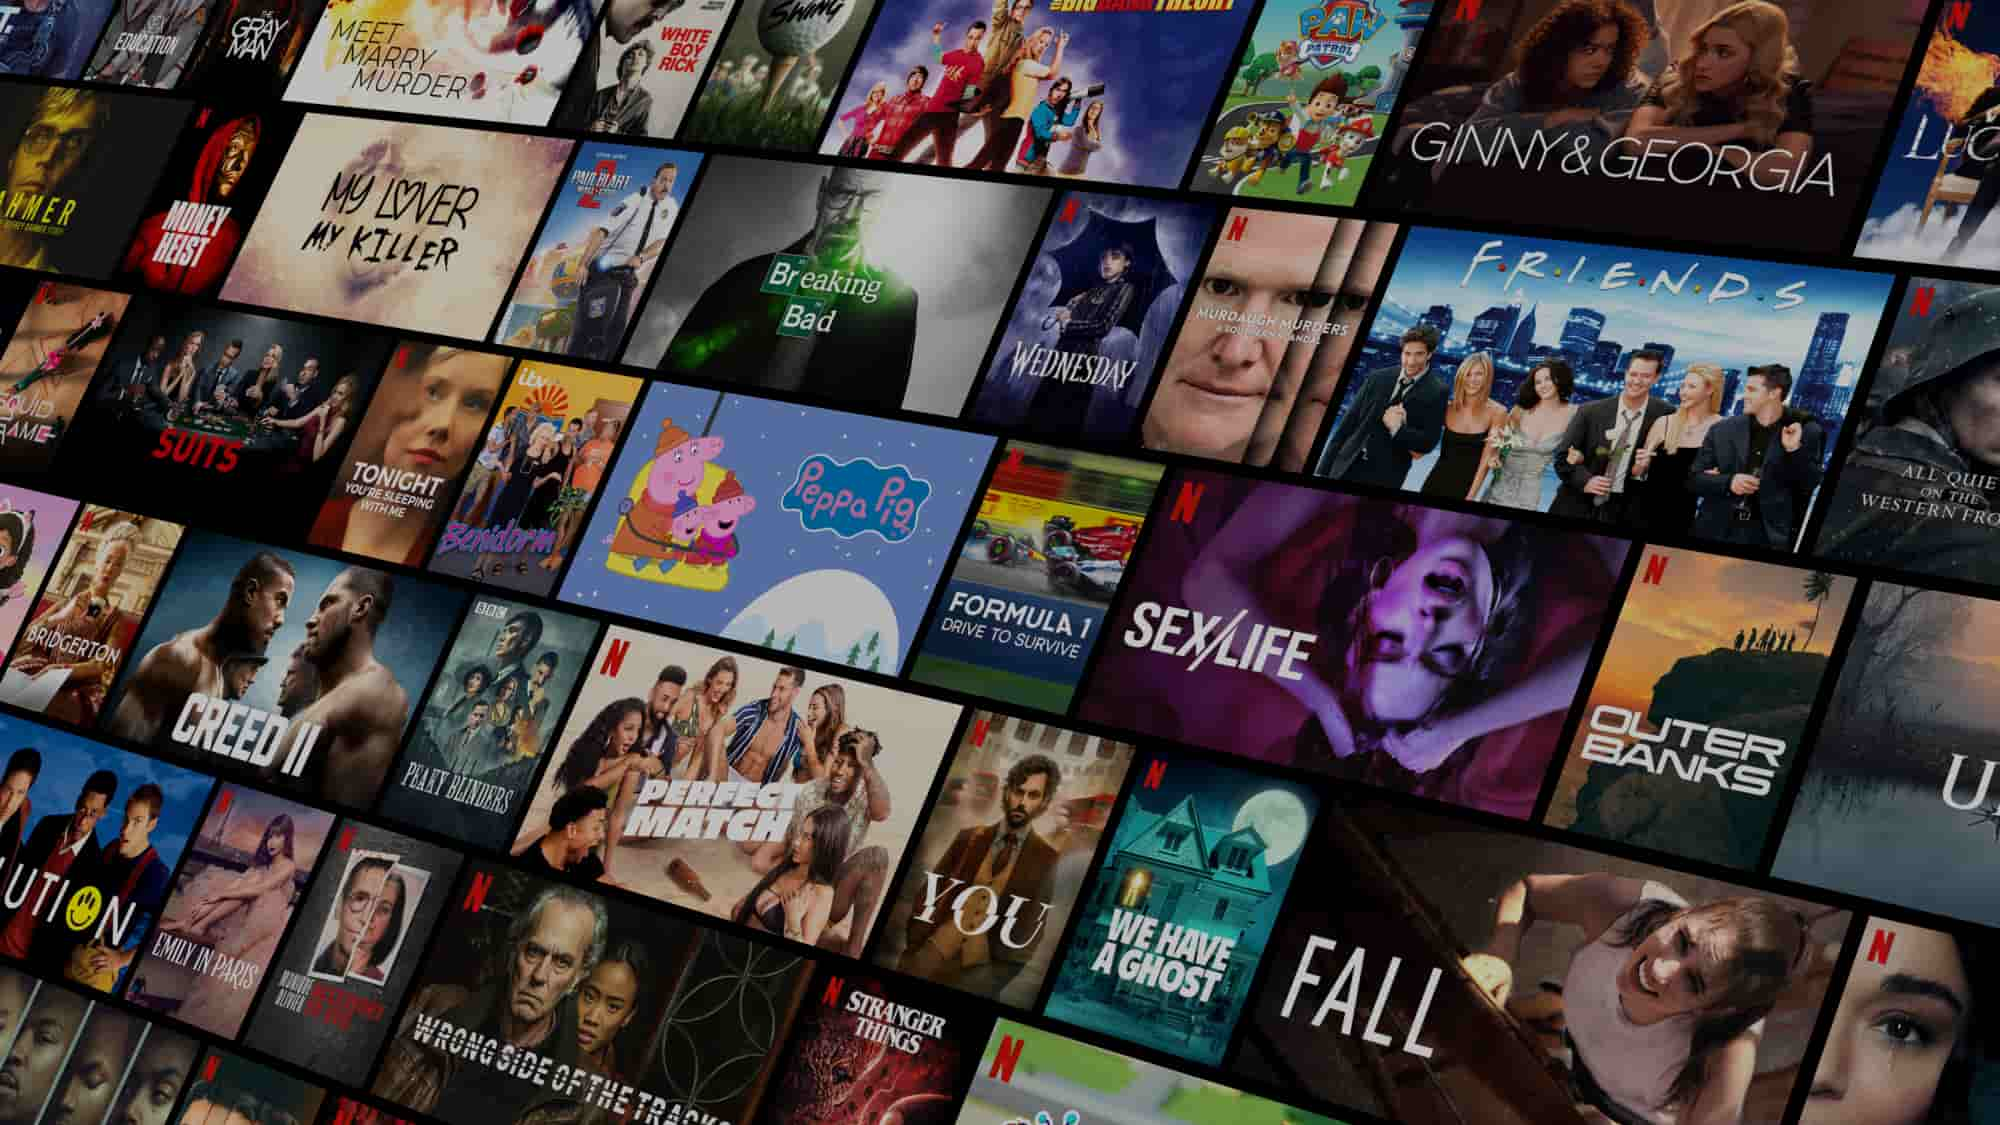 EDUCATION
THE
GRAY
MAN
MEET
MARRY
MURDER
WHITE
BOY
RICK
SWING
BIG BANG THEORY
PAW
PATROL
N
GINNY & GEORGIA
N
LUC
AHMER
N
MONEY
HEIST
MY LOVER
MY KILLER
PAUL BLART
2
Breaking
Bad
N
WEDNESDAY
N
MURDAUGH MURDERS
A SOUTHERN SCANDAL
F•R•I•E•N•D•S
N
ALL QUIE
ON THE
WESTERN FRO
N
QUID
GAME
SUITS
N
TONIGHT
YOU'RE SLEEPING
WITH ME
itv
Benidorm
Peppa Pig
N
FORMULA 1
DRIVE TO SURVIVE
N
SEX/LIFE
N
OUTER
BANKS
U
N
BRIDGERTON
CREED II
BBC
PEAKY BLINDERS
N
PERFECT
MATCH
N
YOU
N
WE HAVE
A GHOST
FALL
N
UTION
N
EMILY IN PARIS
N
N
WRONG SIDE OF THE TRACKS
N
STRANGER
THINGS
N
N